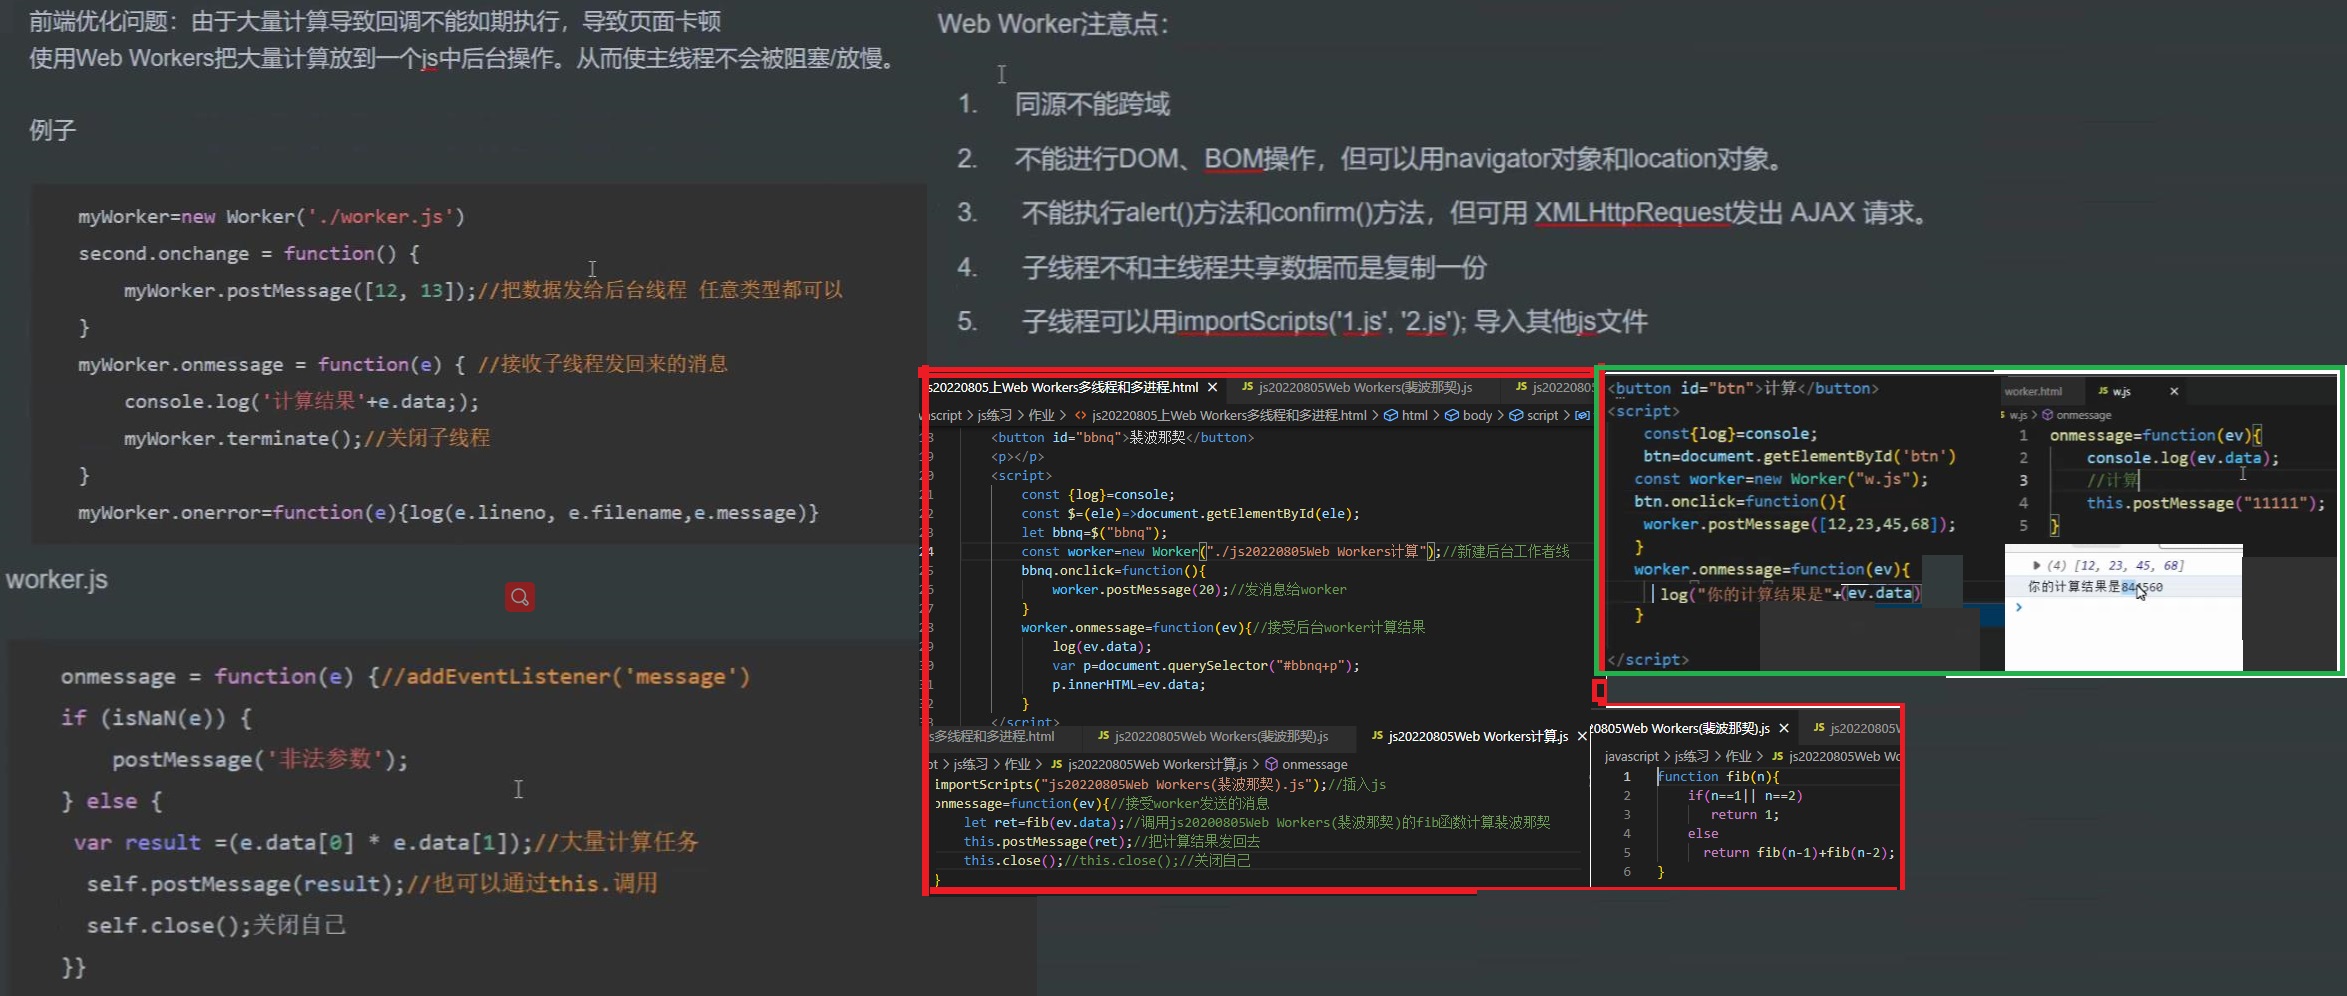 前端优化问题：由于大量计算导致回调不能如期执行，导致页面卡顿
使用Web Workers把大量计算放到一个js中后台操作。从而使主线程不会被阻塞/放慢。
例子
myWorker=new Worker('./worker.js')
second.onchange = function() {
myWorker.postMessage([12, 13]);//把数据发给后台线程 任意类型都可以
}
myWorker.onmessage = function(e) { //接收子线程发回来的消息
console.log('计算结果'+e.data;);
myWorker.terminate();//关闭子线程
}
myWorker.onerror=function(e){log(e.lineno, e.filename,e.message)}
worker.js
onmessage = function(e) {//addEventListener('message')
if (isNaN(e)) {
postMessage('非法参数');
} else {
var result =(e.data[0] * e.data[1]);//大量计算任务
self.postMessage(result);//也可以通过this.调用
self.close();关闭自己
}}
Web Worker注意点：
1. 同源不能跨域
2. 不能进行DOM、BOM操作，但可以用navigator对象和location对象。
3. 不能执行alert()方法和confirm()方法，但可用 XMLHttpRequest发出 AJAX 请求。
4. 子线程不和主线程共享数据而是复制一份
5. 子线程可以用importScripts('1.js', '2.js'); 导入其他js文件
s20220805上Web Workers多线程和多进程.html × JS js20220805Web Workers(裴波那契).js JS js20220805
ascript > js练习 > 作业 > <> js20220805上Web Workers多线程和多进程.html > html > body > script >
<button id="bbnq">裴波那契</button>
<p></p>
20 <script>
21 const {log}=console;
22 const $=(ele)=>document.getElementById(ele);
23 let bbnq=$("bbnq");
24 const worker=new Worker("./js20220805Web Workers计算");//新建后台工作者线
25 bbnq.onclick=function(){
26 worker.postMessage(20);//发消息给worker
27 }
28 worker.onmessage=function(ev){//接受后台worker计算结果
29 log(ev.data);
30 var p=document.querySelector("#bbnq+p");
31 p.innerHTML=ev.data;
32 }
33 </script>
s多线程和多进程.html JS js20220805Web Workers(裴波那契).js JS js20220805Web Workers计算.js ×
pt > js练习 > 作业 > JS js20220805Web Workers计算.js > onmessage
importScripts("js20220805Web Workers(裴波那契).js");//插入js
onmessage=function(ev){//接受worker发送的消息
let ret=fib(ev.data);//调用js20200805Web Workers(裴波那契)的fib函数计算裴波那契
this.postMessage(ret);//把计算结果发回去
this.close();//this.close();//关闭自己
}
0805Web Workers(裴波那契).js × JS js20220805W
javascript > js练习 > 作业 > JS js20220805Web Wo
1 function fib(n){
2 if(n==1|| n==2)
3 return 1;
4 else
5 return fib(n-1)+fib(n-2);
6 }
<button id="btn">计算</button>
<script>
const{log}=console;
btn=document.getElementById('btn')
const worker=new Worker("w.js");
btn.onclick=function(){
worker.postMessage([12,23,45,68]);
}
worker.onmessage=function(ev){
log("你的计算结果是"+(ev.data)
}
</script>
worker.html JS w.js ×
w.js > onmessage
1 onmessage=function(ev){
2 console.log(ev.data);
3 //计算
4 this.postMessage("11111");
5 }
(4) [12, 23, 45, 68]
你的计算结果是844560